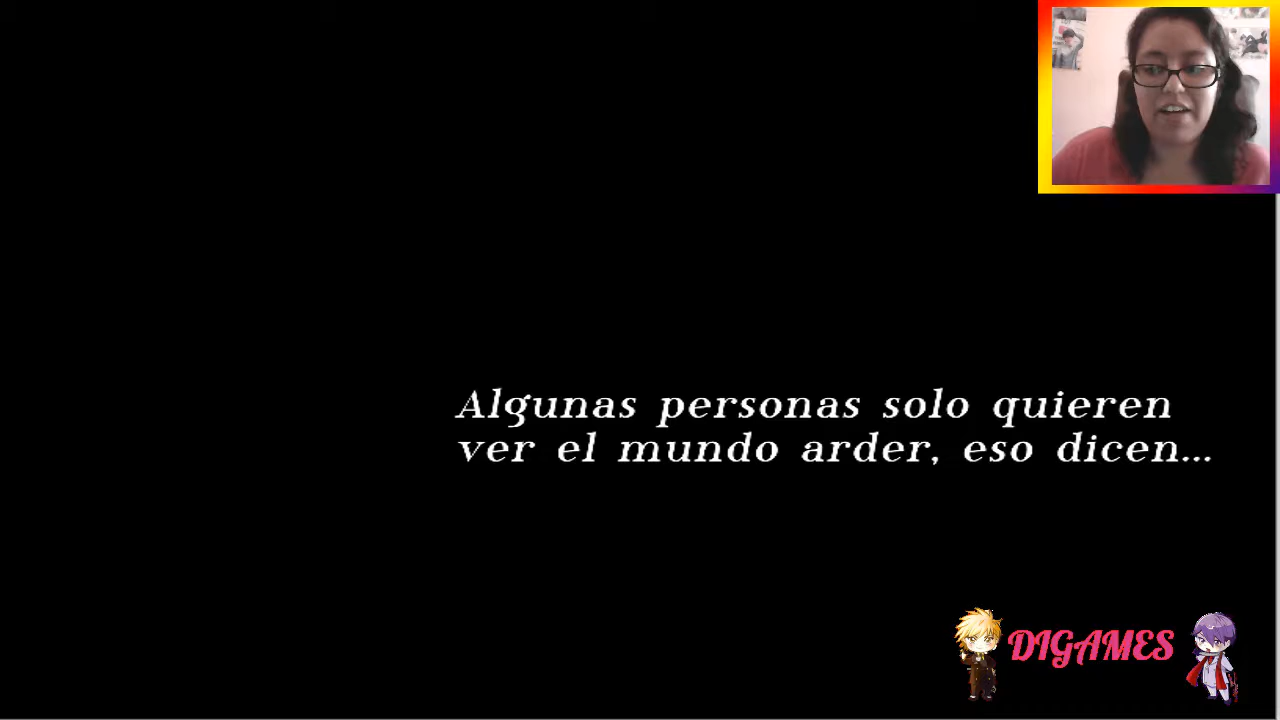 Algunas personas solo quieren
ver el mundo arder, eso dicen...
DIGAMES